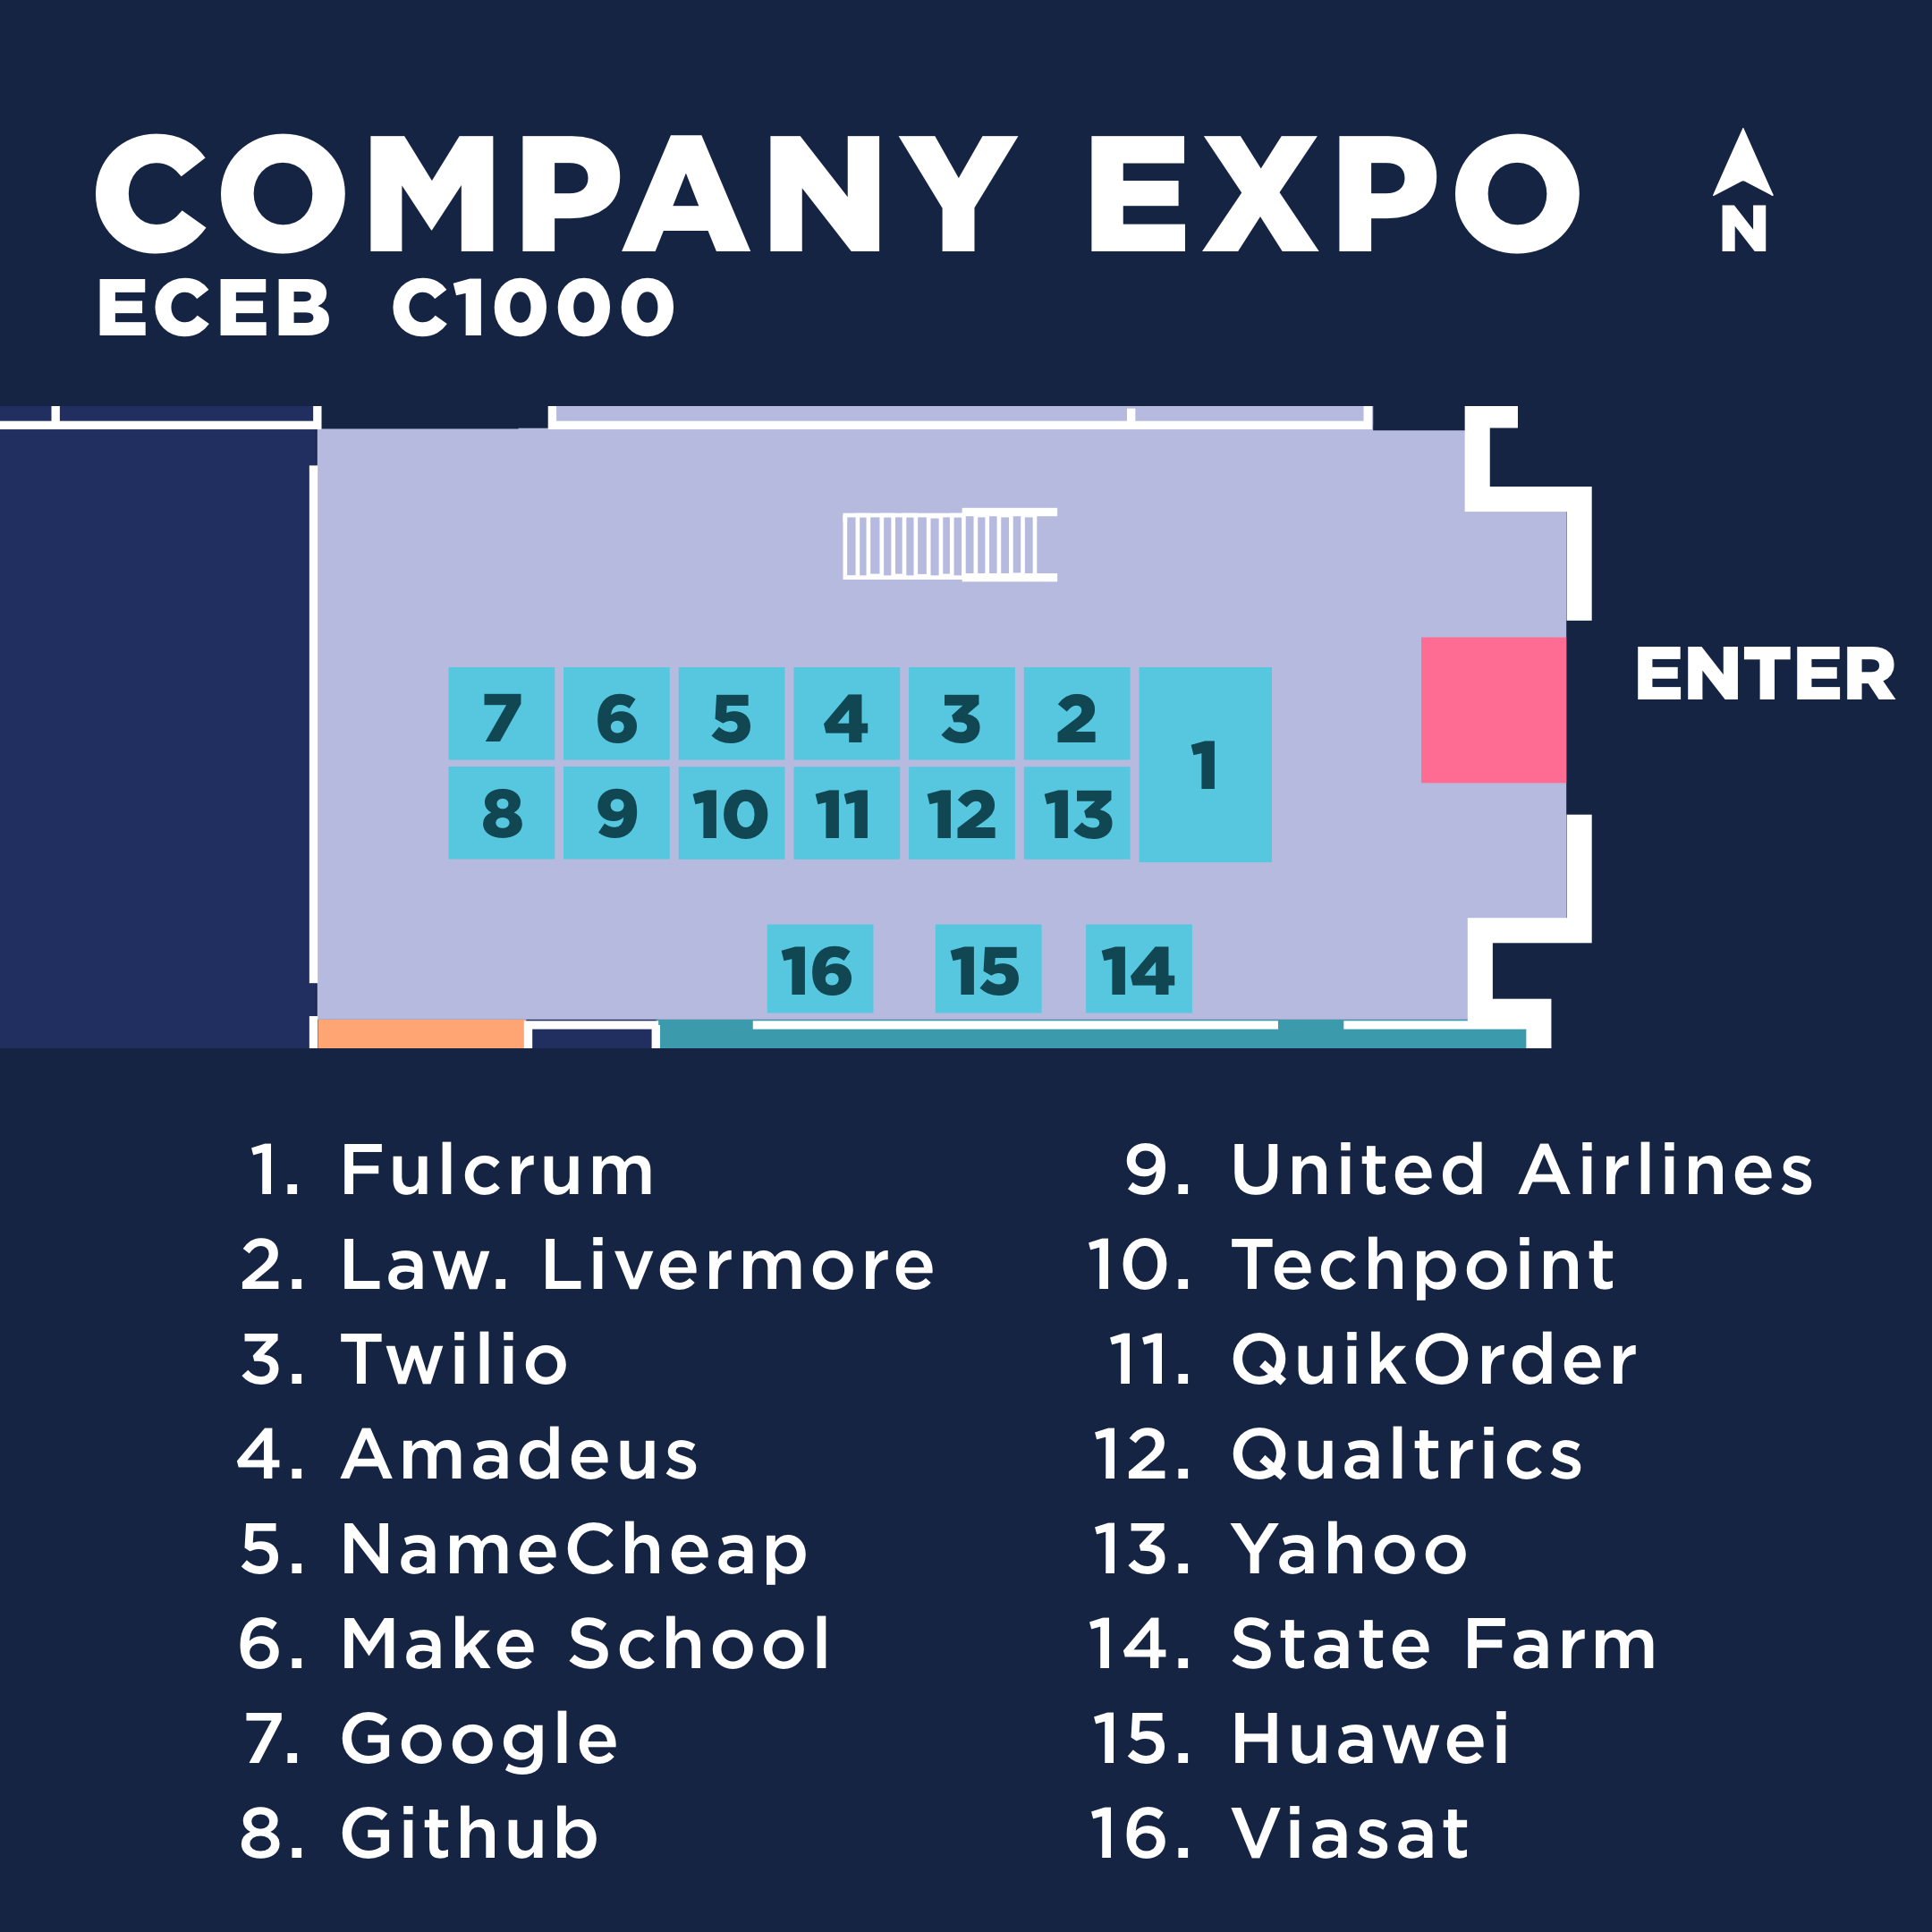 COMPANY EXPO
N
ECEB C1000
ENTER
7 6 5 4 3 2
1
8 9 10 11 12 13
16 15 14
1. Fulcrum
2. Law. Livermore
3. Twilio
4. Amadeus
5. NameCheap
6. Make School
7. Google
8. Github
9. United Airlines
10. Techpoint
11. QuikOrder
12. Qualtrics
13. Yahoo
14. State Farm
15. Huawei
16. Viasat